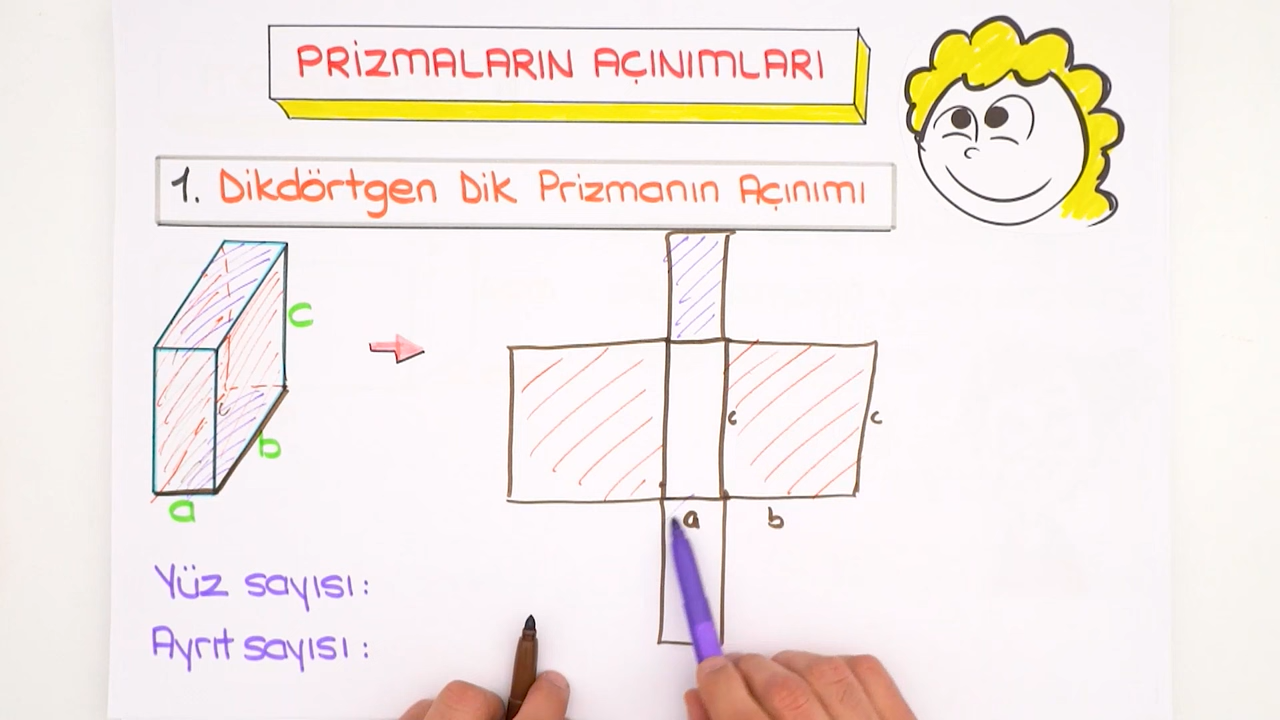 PRİZMALARIN AÇINIMLARI
1. Dikdörtgen Dik Prizmanın Açınımı
c
c
c
b
a
a
b
Yüz sayısı:
Ayrıt sayısı: